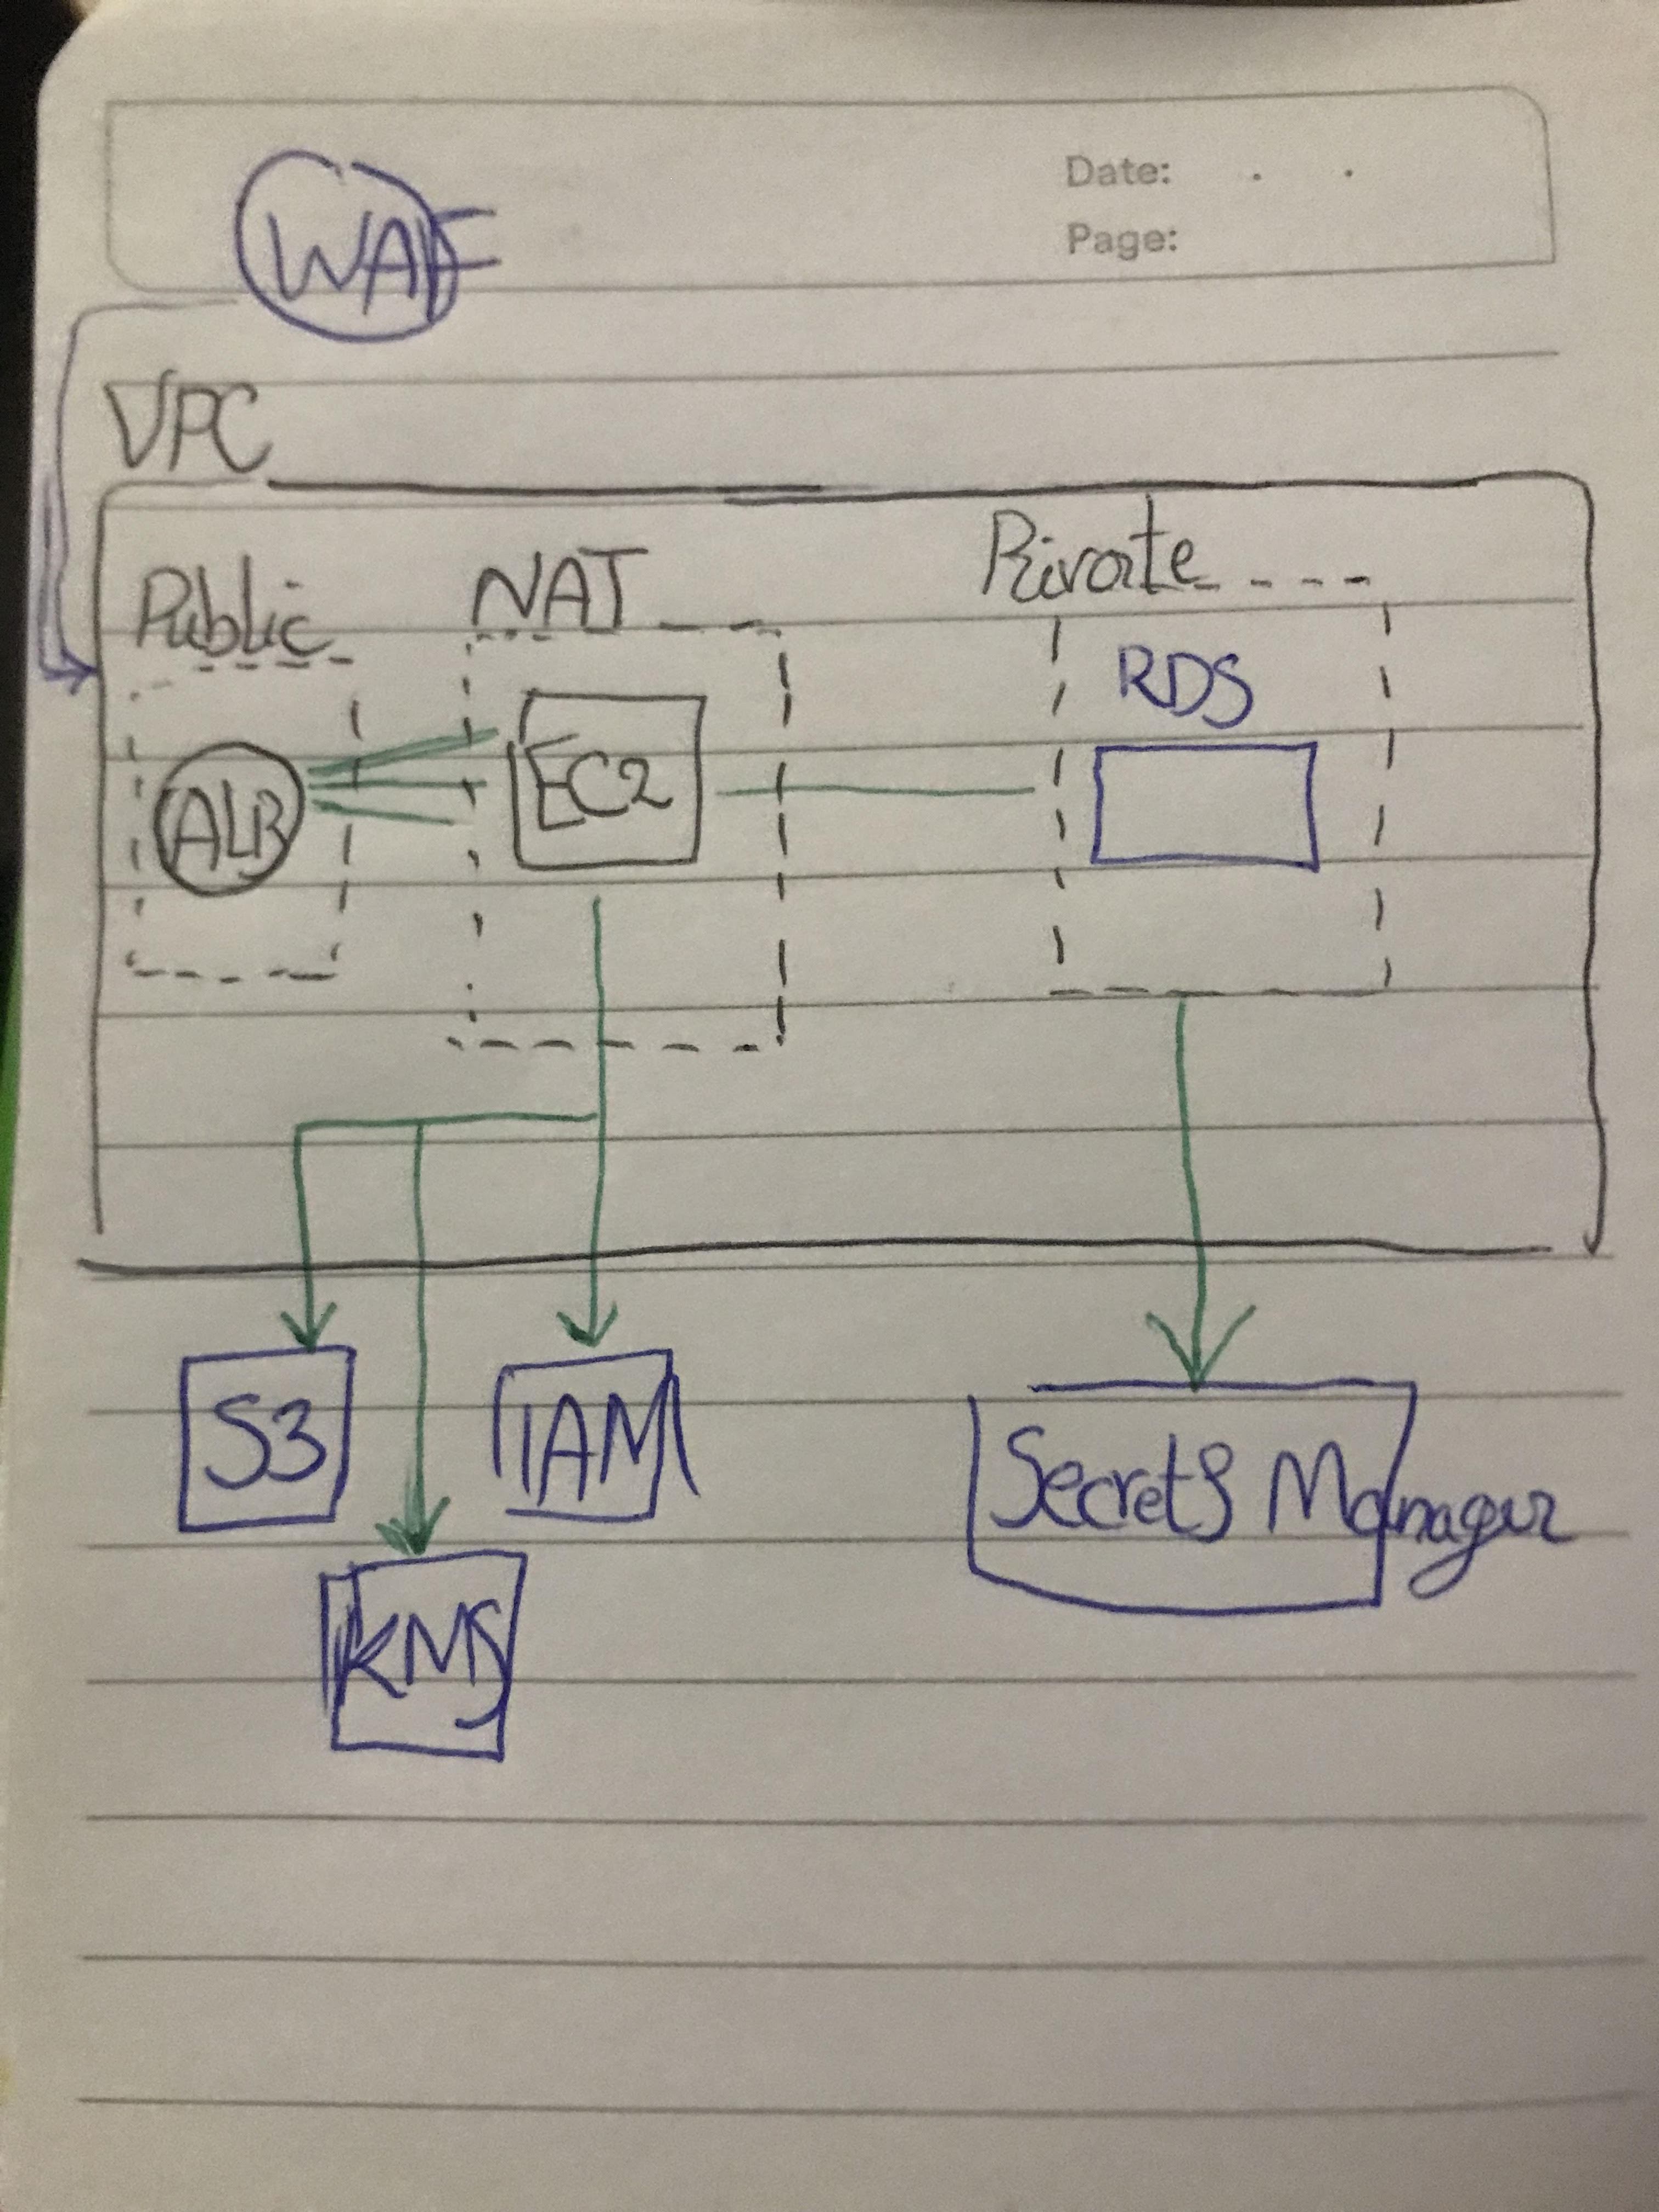 WAF
Date:
Page:
VPC
Public
NAT
Private
RDS
ALB
EC2
S3
IAM
Secrets Manager
KMS